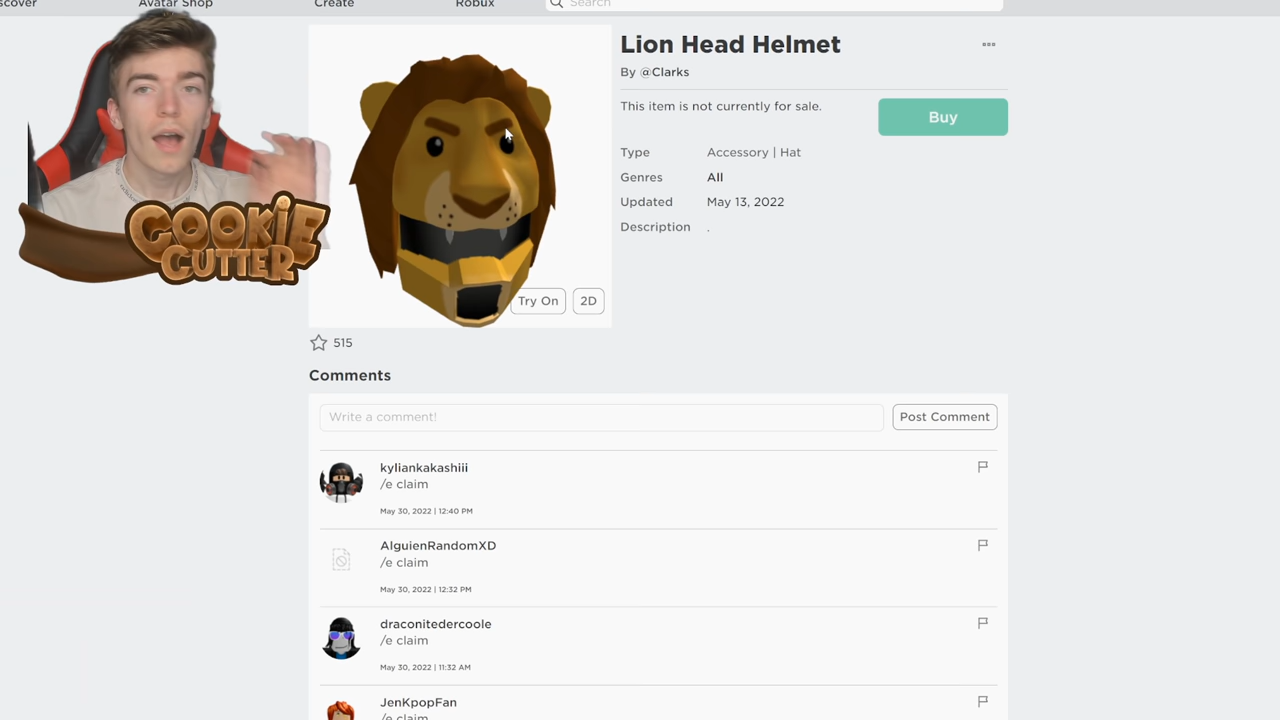 scover
Avatar Shop
Create
Robux
Search
Lion Head Helmet
By @Clarks
This item is not currently for sale.
Buy
Type
Accessory | Hat
Genres
All
Updated
May 13, 2022
Description
.
COOKIE
CUTTER
Try On
2D
515
Comments
Write a comment!
Post Comment
kyliankakashiii
/e claim
May 30, 2022 | 12:40 PM
AlguienRandomXD
/e claim
May 30, 2022 | 12:32 PM
draconitedercoole
/e claim
May 30, 2022 | 11:32 AM
JenKpopFan
/e claim